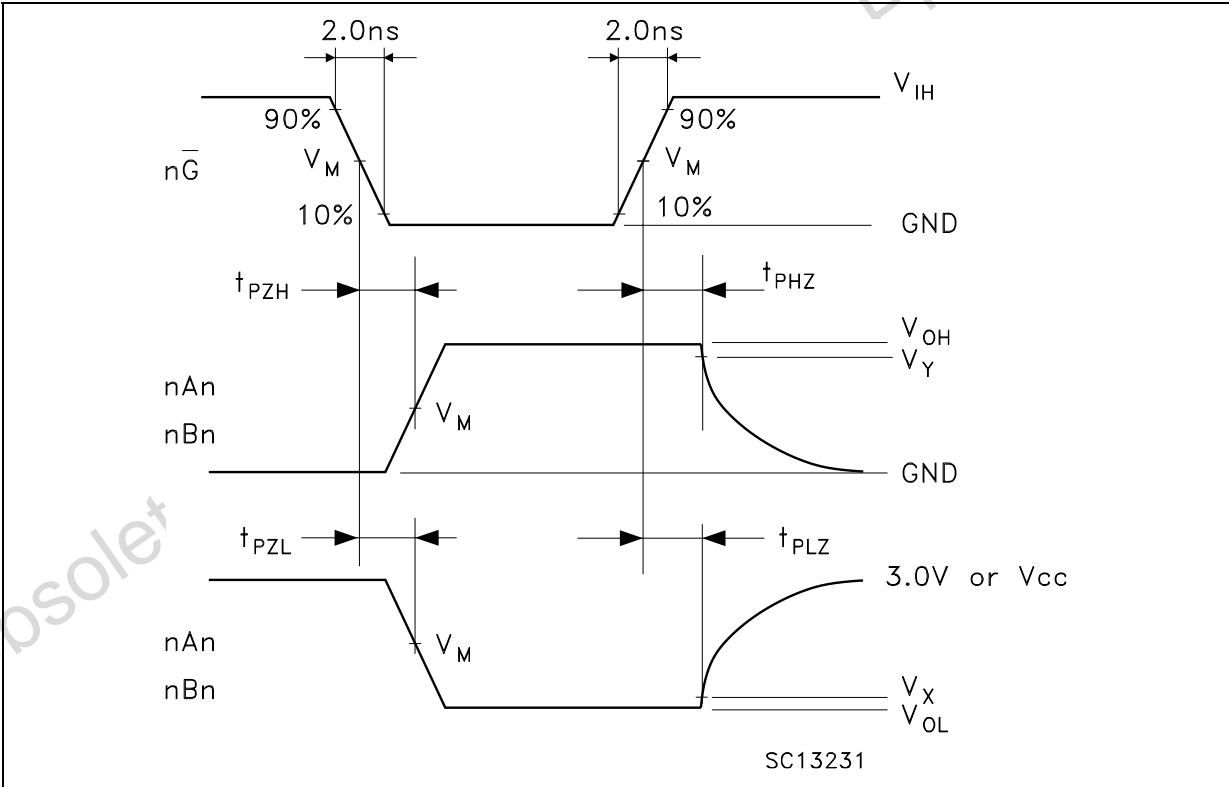 2.0ns 2.0ns
V_IH
90% 90%
nG̅ V_M V_M
10% 10%
GND
t_PZH t_PHZ
V_OH
V_Y
nAn
V_M
nBn
GND
t_PZL t_PLZ
3.0V or Vcc
nAn V_M
nBn
V_X
V_OL
SC13231